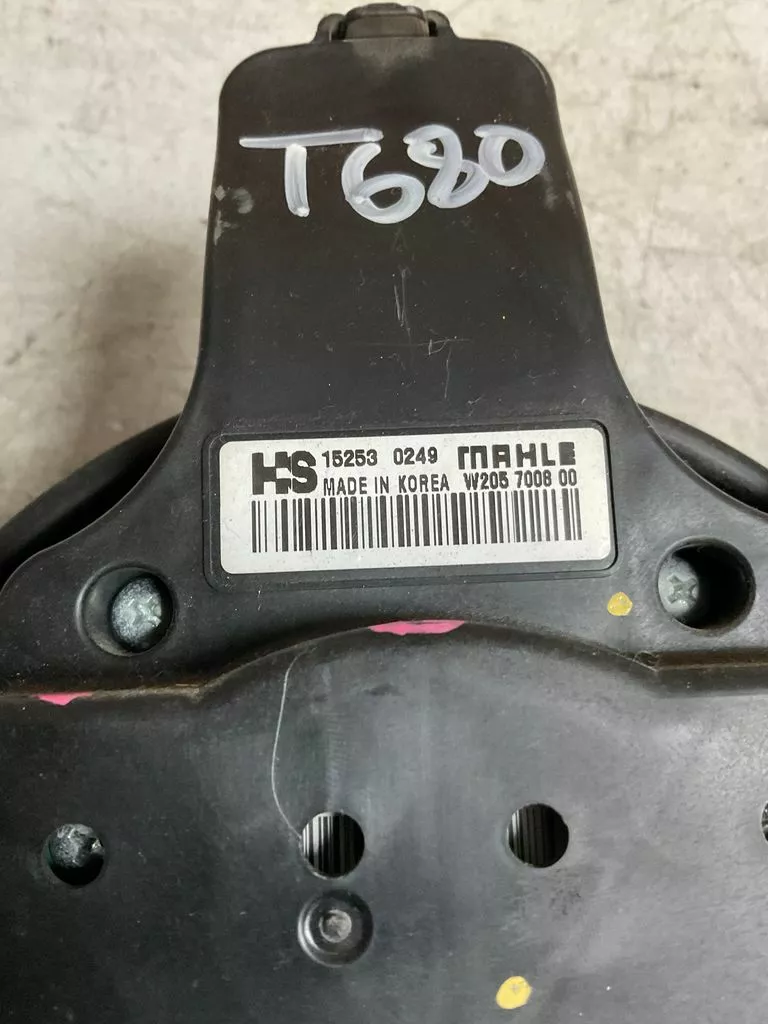 T680
HS 15253 0249 MAHLE
MADE IN KOREA W205 7008 00